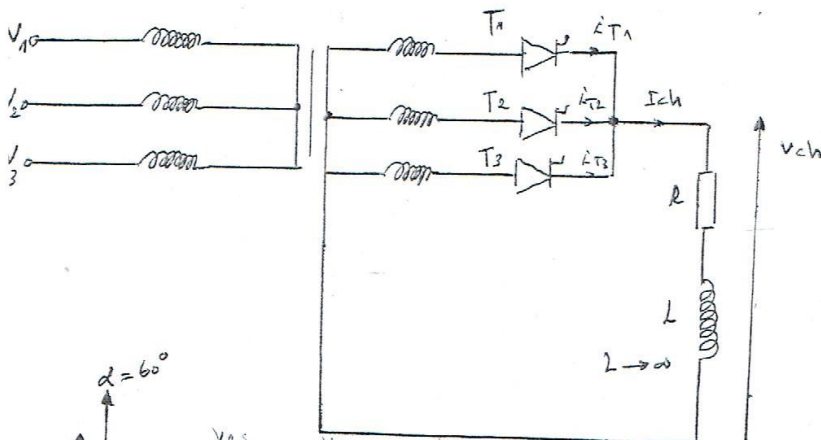 V1
T1
iT1
V2
T2
iT2
Ich
V3
T3
iT3
Vch
R
L
L → ∞
α = 60°